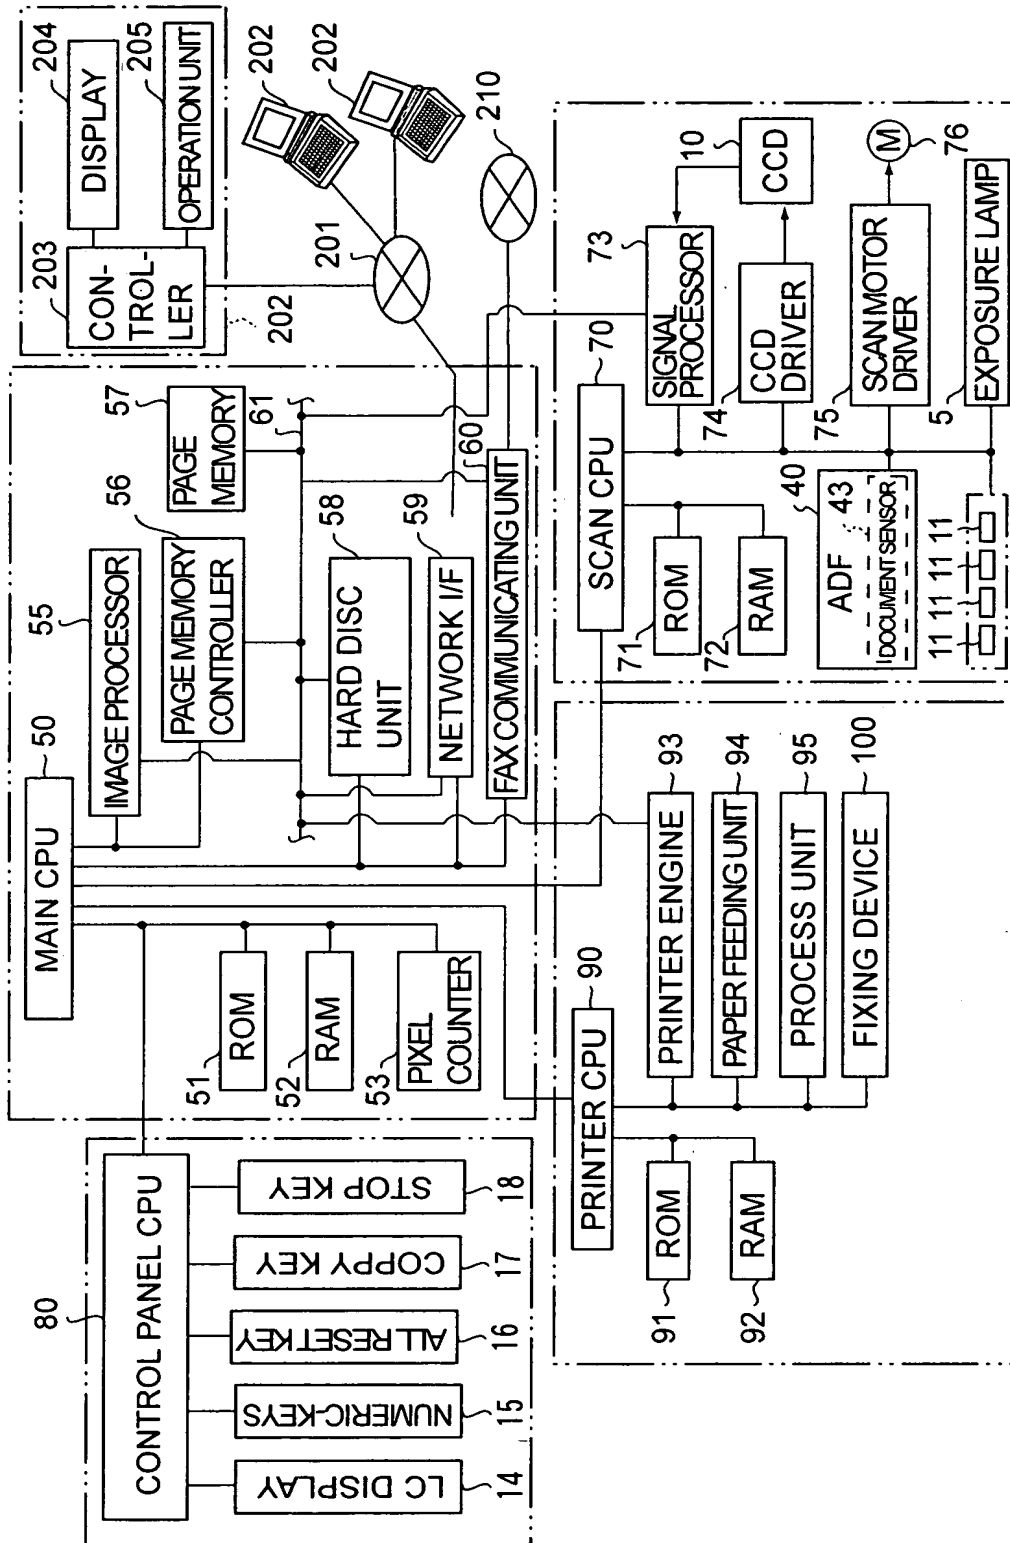 80
CONTROL PANEL CPU
LC DISPLAY
14
NUMERIC-KEYS
15
ALL RESET KEY
16
COPPY KEY
17
STOP KEY
18
50
MAIN CPU
51
ROM
52
RAM
53
PIXEL
COUNTER
55
IMAGE PROCESSOR
56
PAGE MEMORY
CONTROLLER
57
PAGE
MEMORY
61
58
HARD DISC
UNIT
59
NETWORK I/F
60
FAX COMMUNICATING UNIT
203
CON-
TROL-
LER
204
DISPLAY
205
OPERATION UNIT
202
201
202
202
210
90
PRINTER CPU
91
ROM
92
RAM
93
PRINTER ENGINE
94
PAPER FEEDING UNIT
95
PROCESS UNIT
100
FIXING DEVICE
70
SCAN CPU
71
ROM
72
RAM
73
SIGNAL
PROCESSOR
10
CCD
74
CCD
DRIVER
75
SCAN MOTOR
DRIVER
M
76
5
EXPOSURE LAMP
40
ADF
43
DOCUMENT SENSOR
11
11
11
11